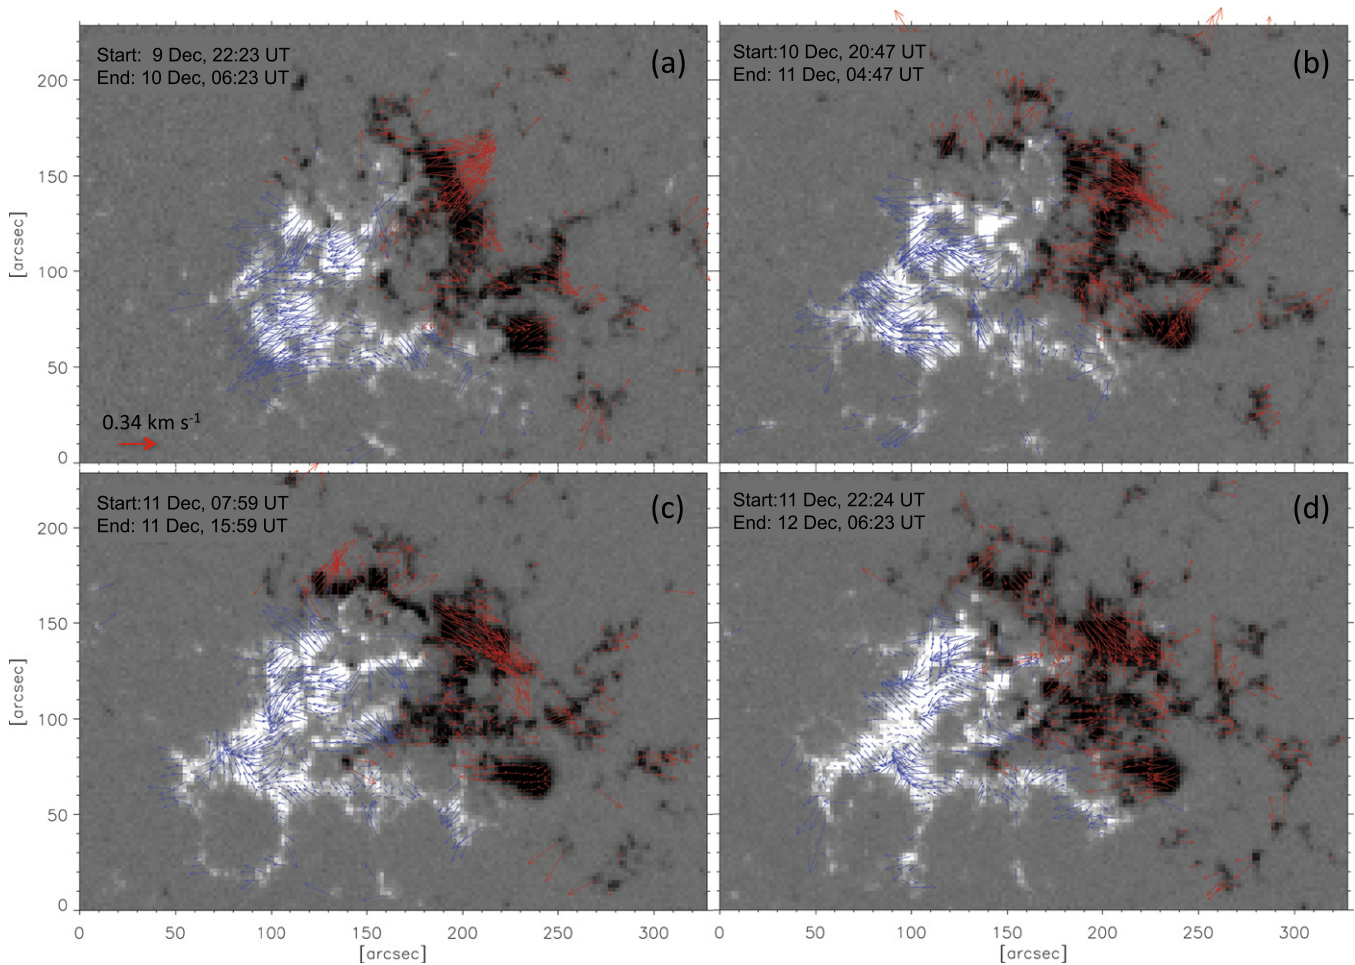 Start: 9 Dec, 22:23 UT
End: 10 Dec, 06:23 UT
(a)
Start:10 Dec, 20:47 UT
End: 11 Dec, 04:47 UT
(b)
200
150
100
50
0
[arcsec]
0.34 km s-1
Start:11 Dec, 07:59 UT
End: 11 Dec, 15:59 UT
(c)
Start:11 Dec, 22:24 UT
End: 12 Dec, 06:23 UT
(d)
200
150
100
50
0
[arcsec]
0 50 100 150 200 250 300
[arcsec]
0 50 100 150 200 250 300
[arcsec]